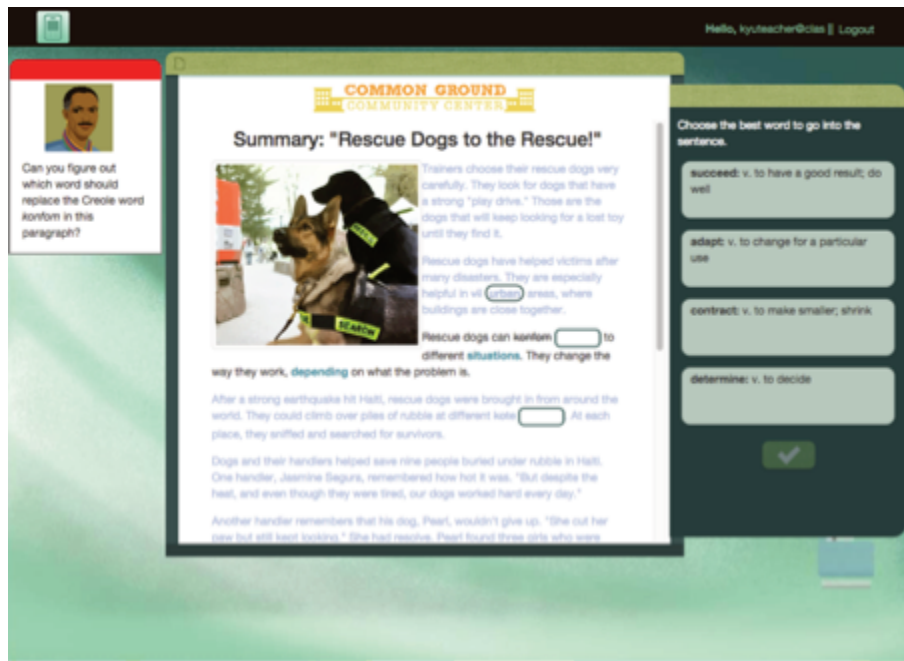 Hello, kyuteacher@clas || Logout
Can you figure out
which word should
replace the Creole word
konfom in this
paragraph?
COMMON GROUND
COMMUNITY CENTER
Summary: "Rescue Dogs to the Rescue!"
Trainers choose their rescue dogs very
carefully. They look for dogs that have
a strong "play drive." Those are the
dogs that will keep looking for a lost toy
until they find it.
Rescue dogs have helped victims after
many disasters. They are especially
helpful in vil urban areas, where
buildings are close together.
Rescue dogs can konfom to
different situations. They change the
way they work, depending on what the problem is.
After a strong earthquake hit Haiti, rescue dogs were brought in from around the
world. They could climb over piles of rubble at different kote . At each
place, they sniffed and searched for survivors.
Dogs and their handlers helped save nine people buried under rubble in Haiti.
One handler, Jasmine Segura, remembered how hot it was. "But despite the
heat, and even though they were tired, our dogs worked hard every day."
Another handler remembers that his dog, Pearl, wouldn't give up. "She cut her
paw but still kept looking." She had resolve. Pearl found three girls who were
SEARCH
Choose the best word to go into the
sentence.
succeed: v. to have a good result; do
well
adapt: v. to change for a particular
use
contract: v. to make smaller; shrink
determine: v. to decide